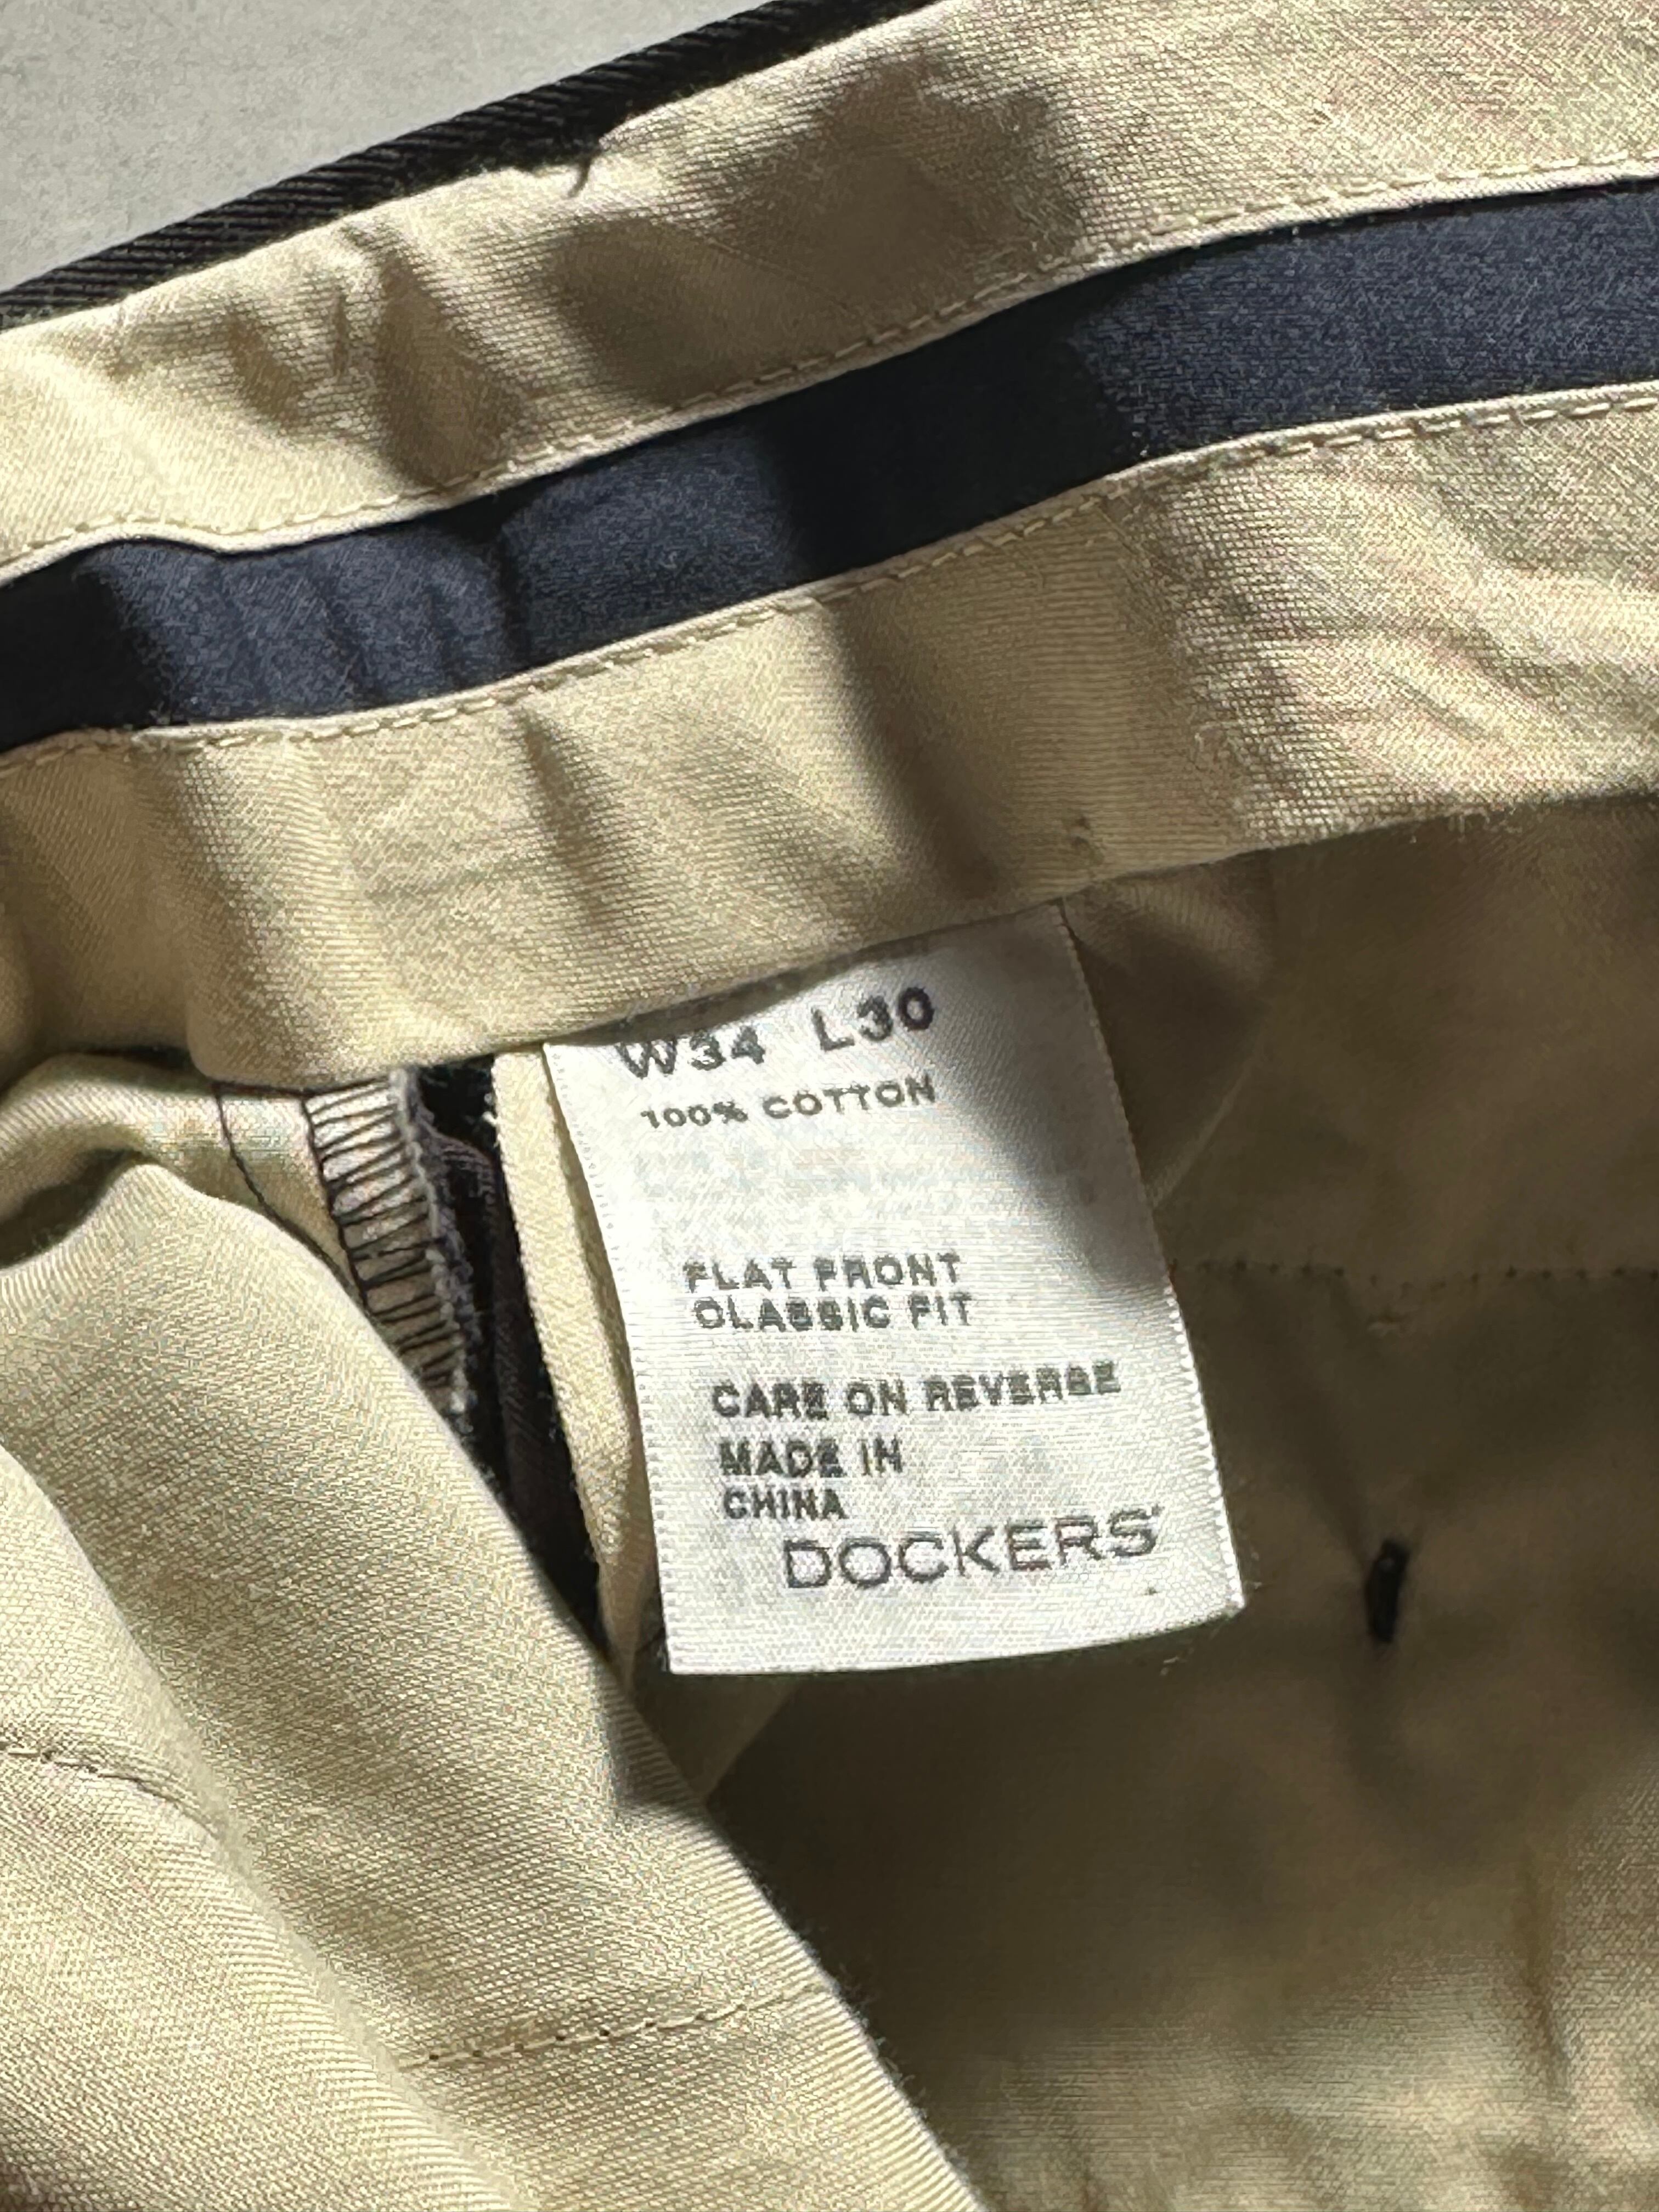 W34 L30
100% COTTON
FLAT FRONT
CLASSIC FIT
CARE ON REVERSE
MADE IN
CHINA
DOCKERS®